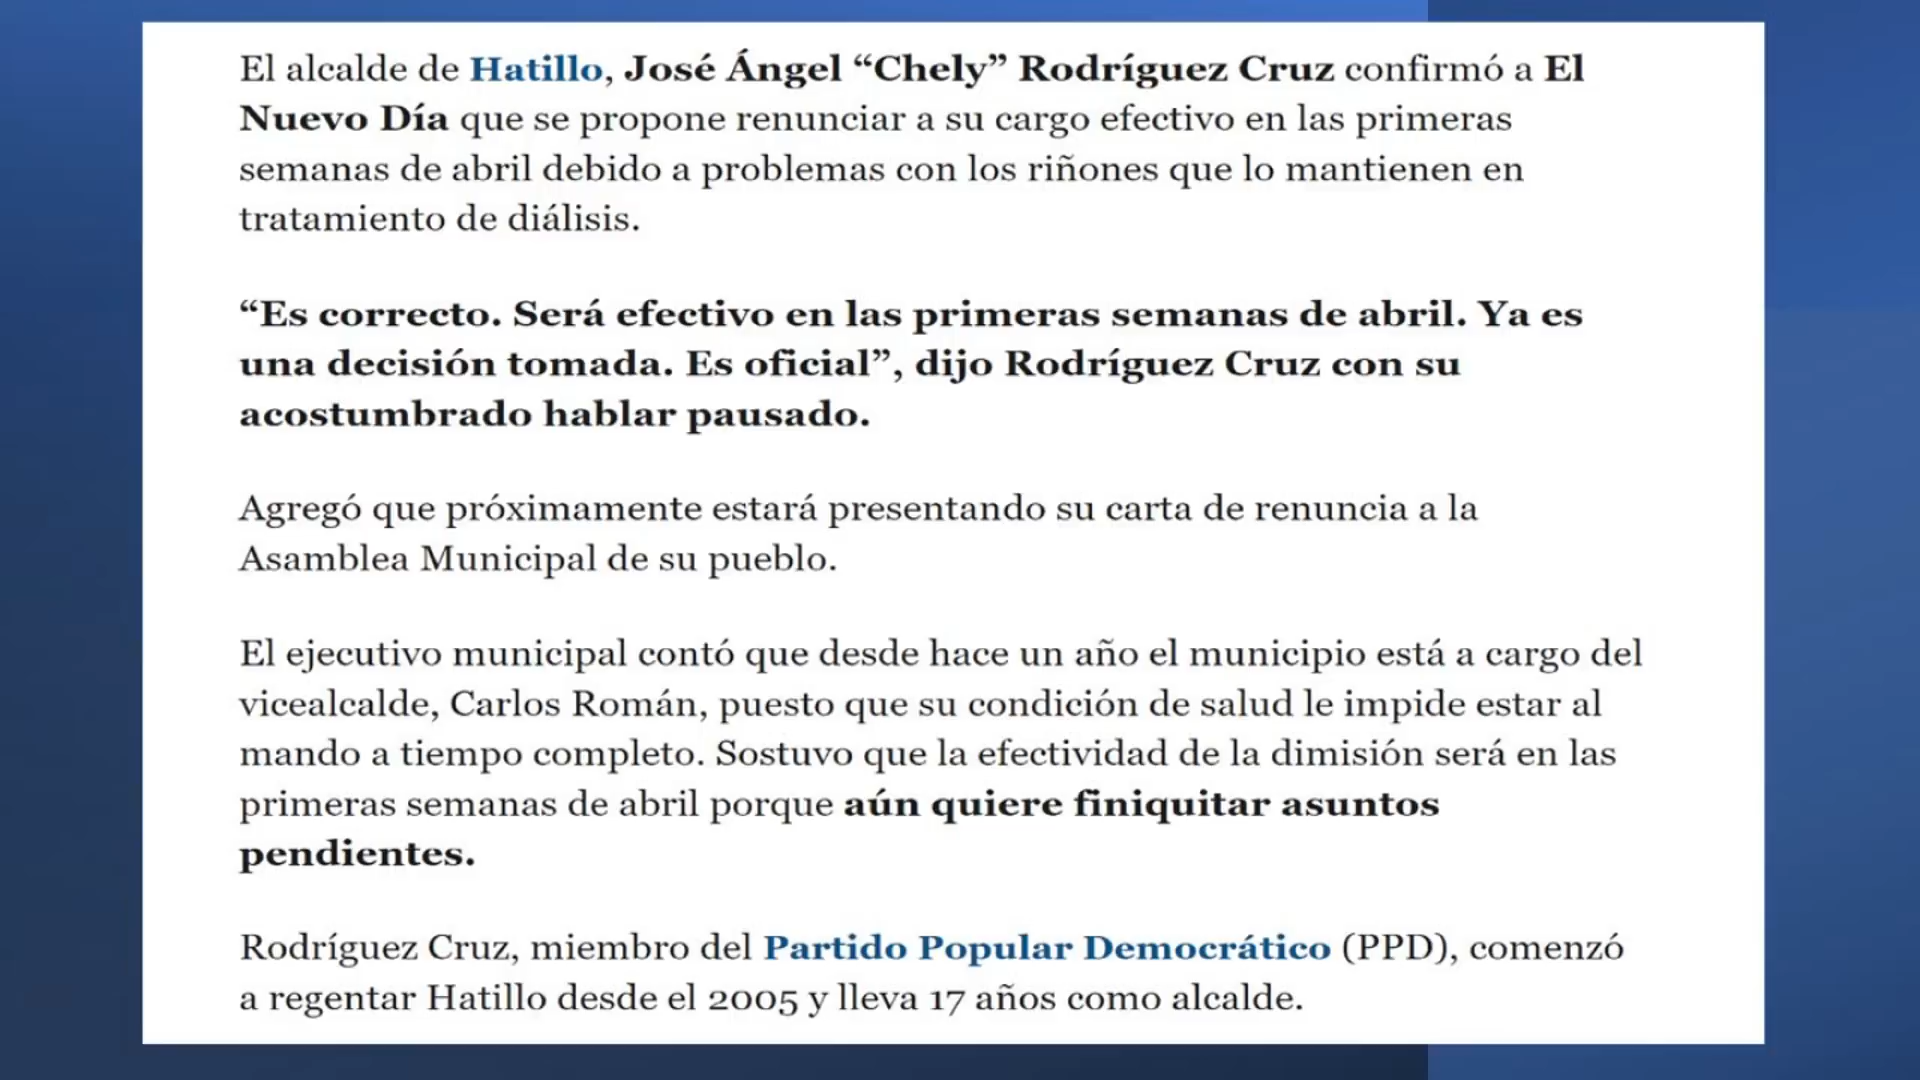 El alcalde de Hatillo, José Ángel “Chely” Rodríguez Cruz confirmó a El
Nuevo Día que se propone renunciar a su cargo efectivo en las primeras
semanas de abril debido a problemas con los riñones que lo mantienen en
tratamiento de diálisis.
“Es correcto. Será efectivo en las primeras semanas de abril. Ya es
una decisión tomada. Es oficial”, dijo Rodríguez Cruz con su
acostumbrado hablar pausado.
Agregó que próximamente estará presentando su carta de renuncia a la
Asamblea Municipal de su pueblo.
El ejecutivo municipal contó que desde hace un año el municipio está a cargo del
vicealcalde, Carlos Román, puesto que su condición de salud le impide estar al
mando a tiempo completo. Sostuvo que la efectividad de la dimisión será en las
primeras semanas de abril porque aún quiere finiquitar asuntos
pendientes.
Rodríguez Cruz, miembro del Partido Popular Democrático (PPD), comenzó
a regentar Hatillo desde el 2005 y lleva 17 años como alcalde.